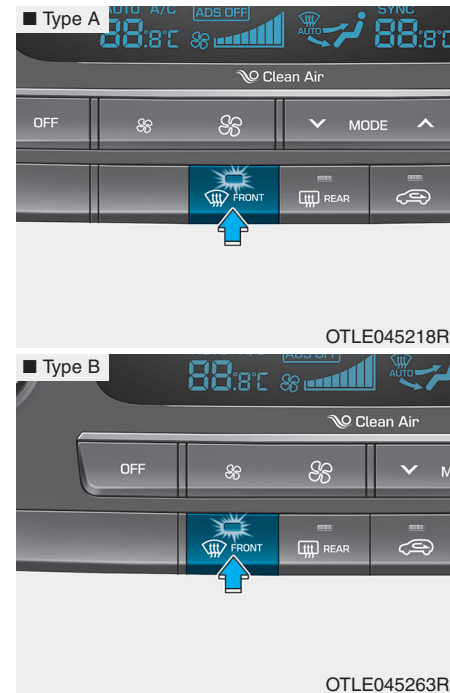 ■ Type A
AUTO A/C ADS OFF SYNC
88:8°C AUTO 88:8°C
Clean Air
OFF MODE
FRONT REAR
OTLE045218R
■ Type B
ADS OFF
88:8°C AUTO
Clean Air
OFF M
FRONT REAR
OTLE045263R